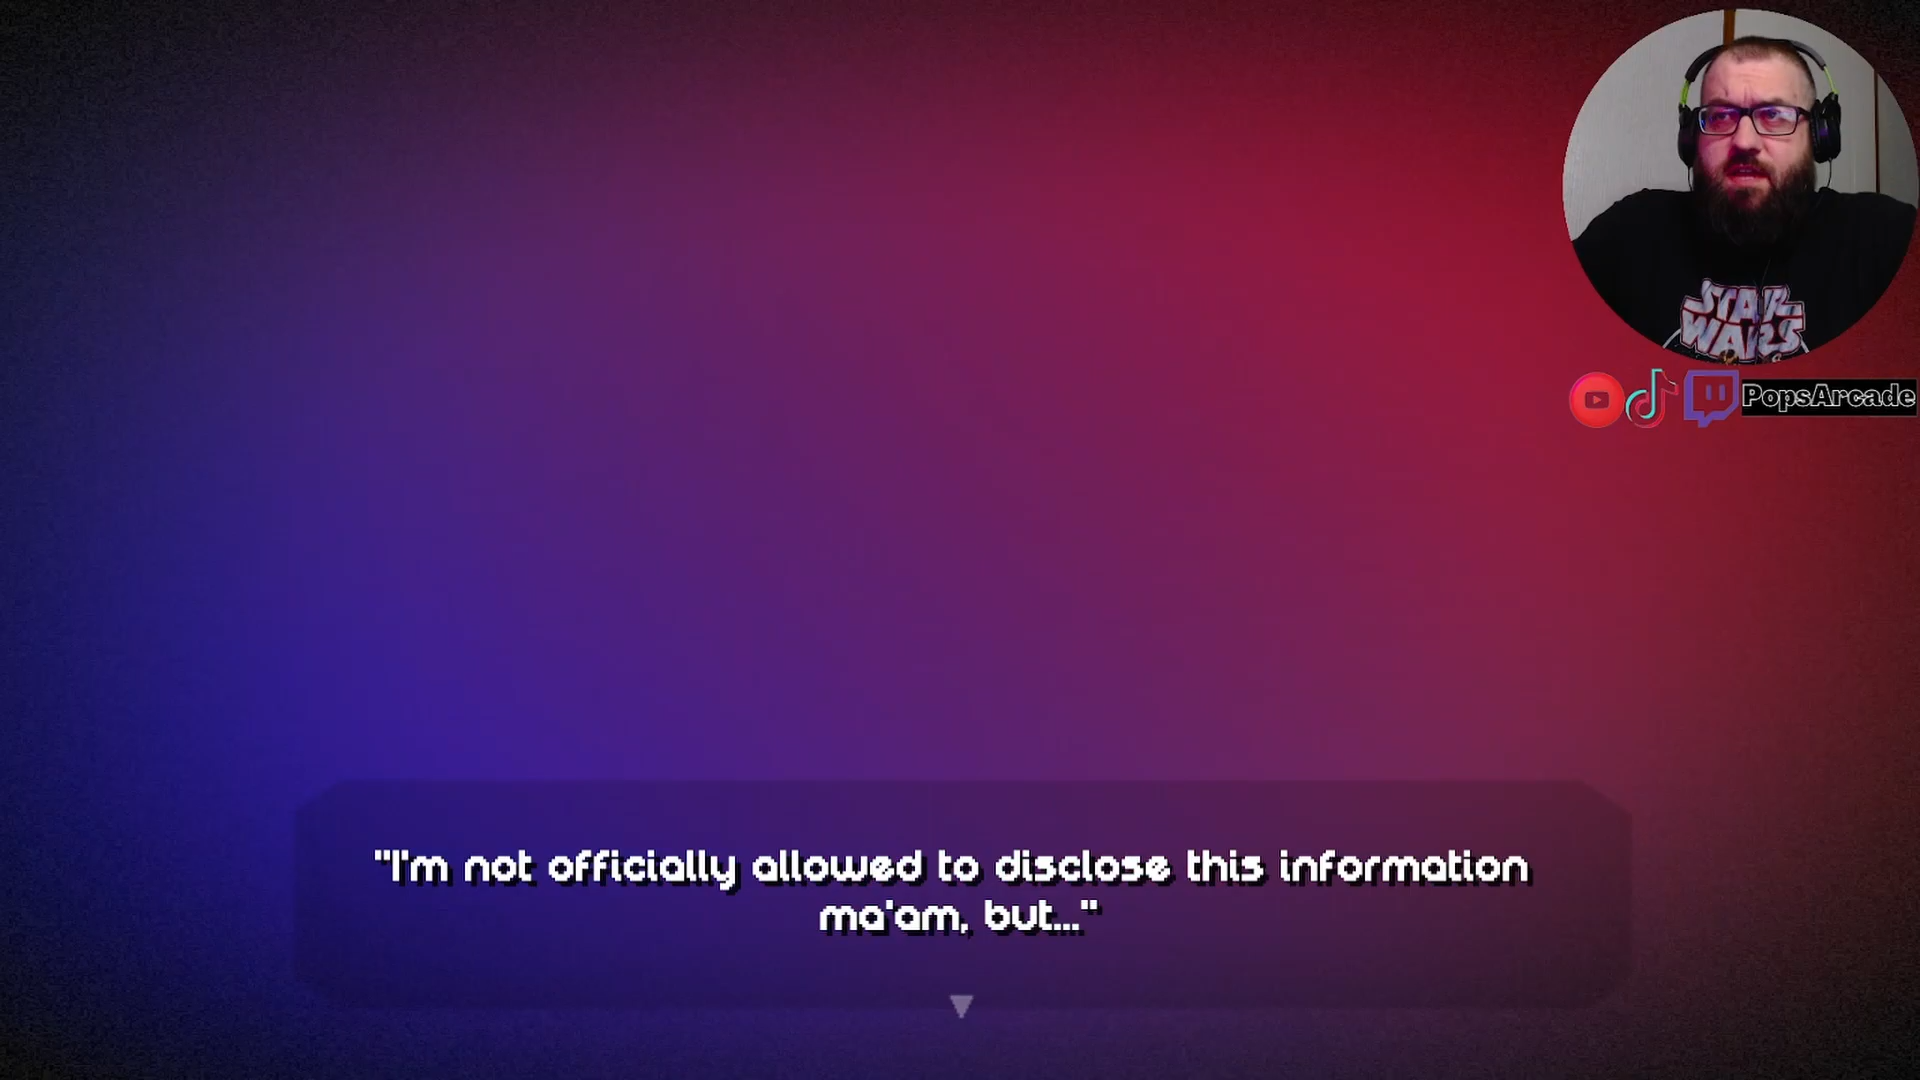 STAR
WARS
PopsArcade
"I'm not officially allowed to disclose this information
ma'am, but..."